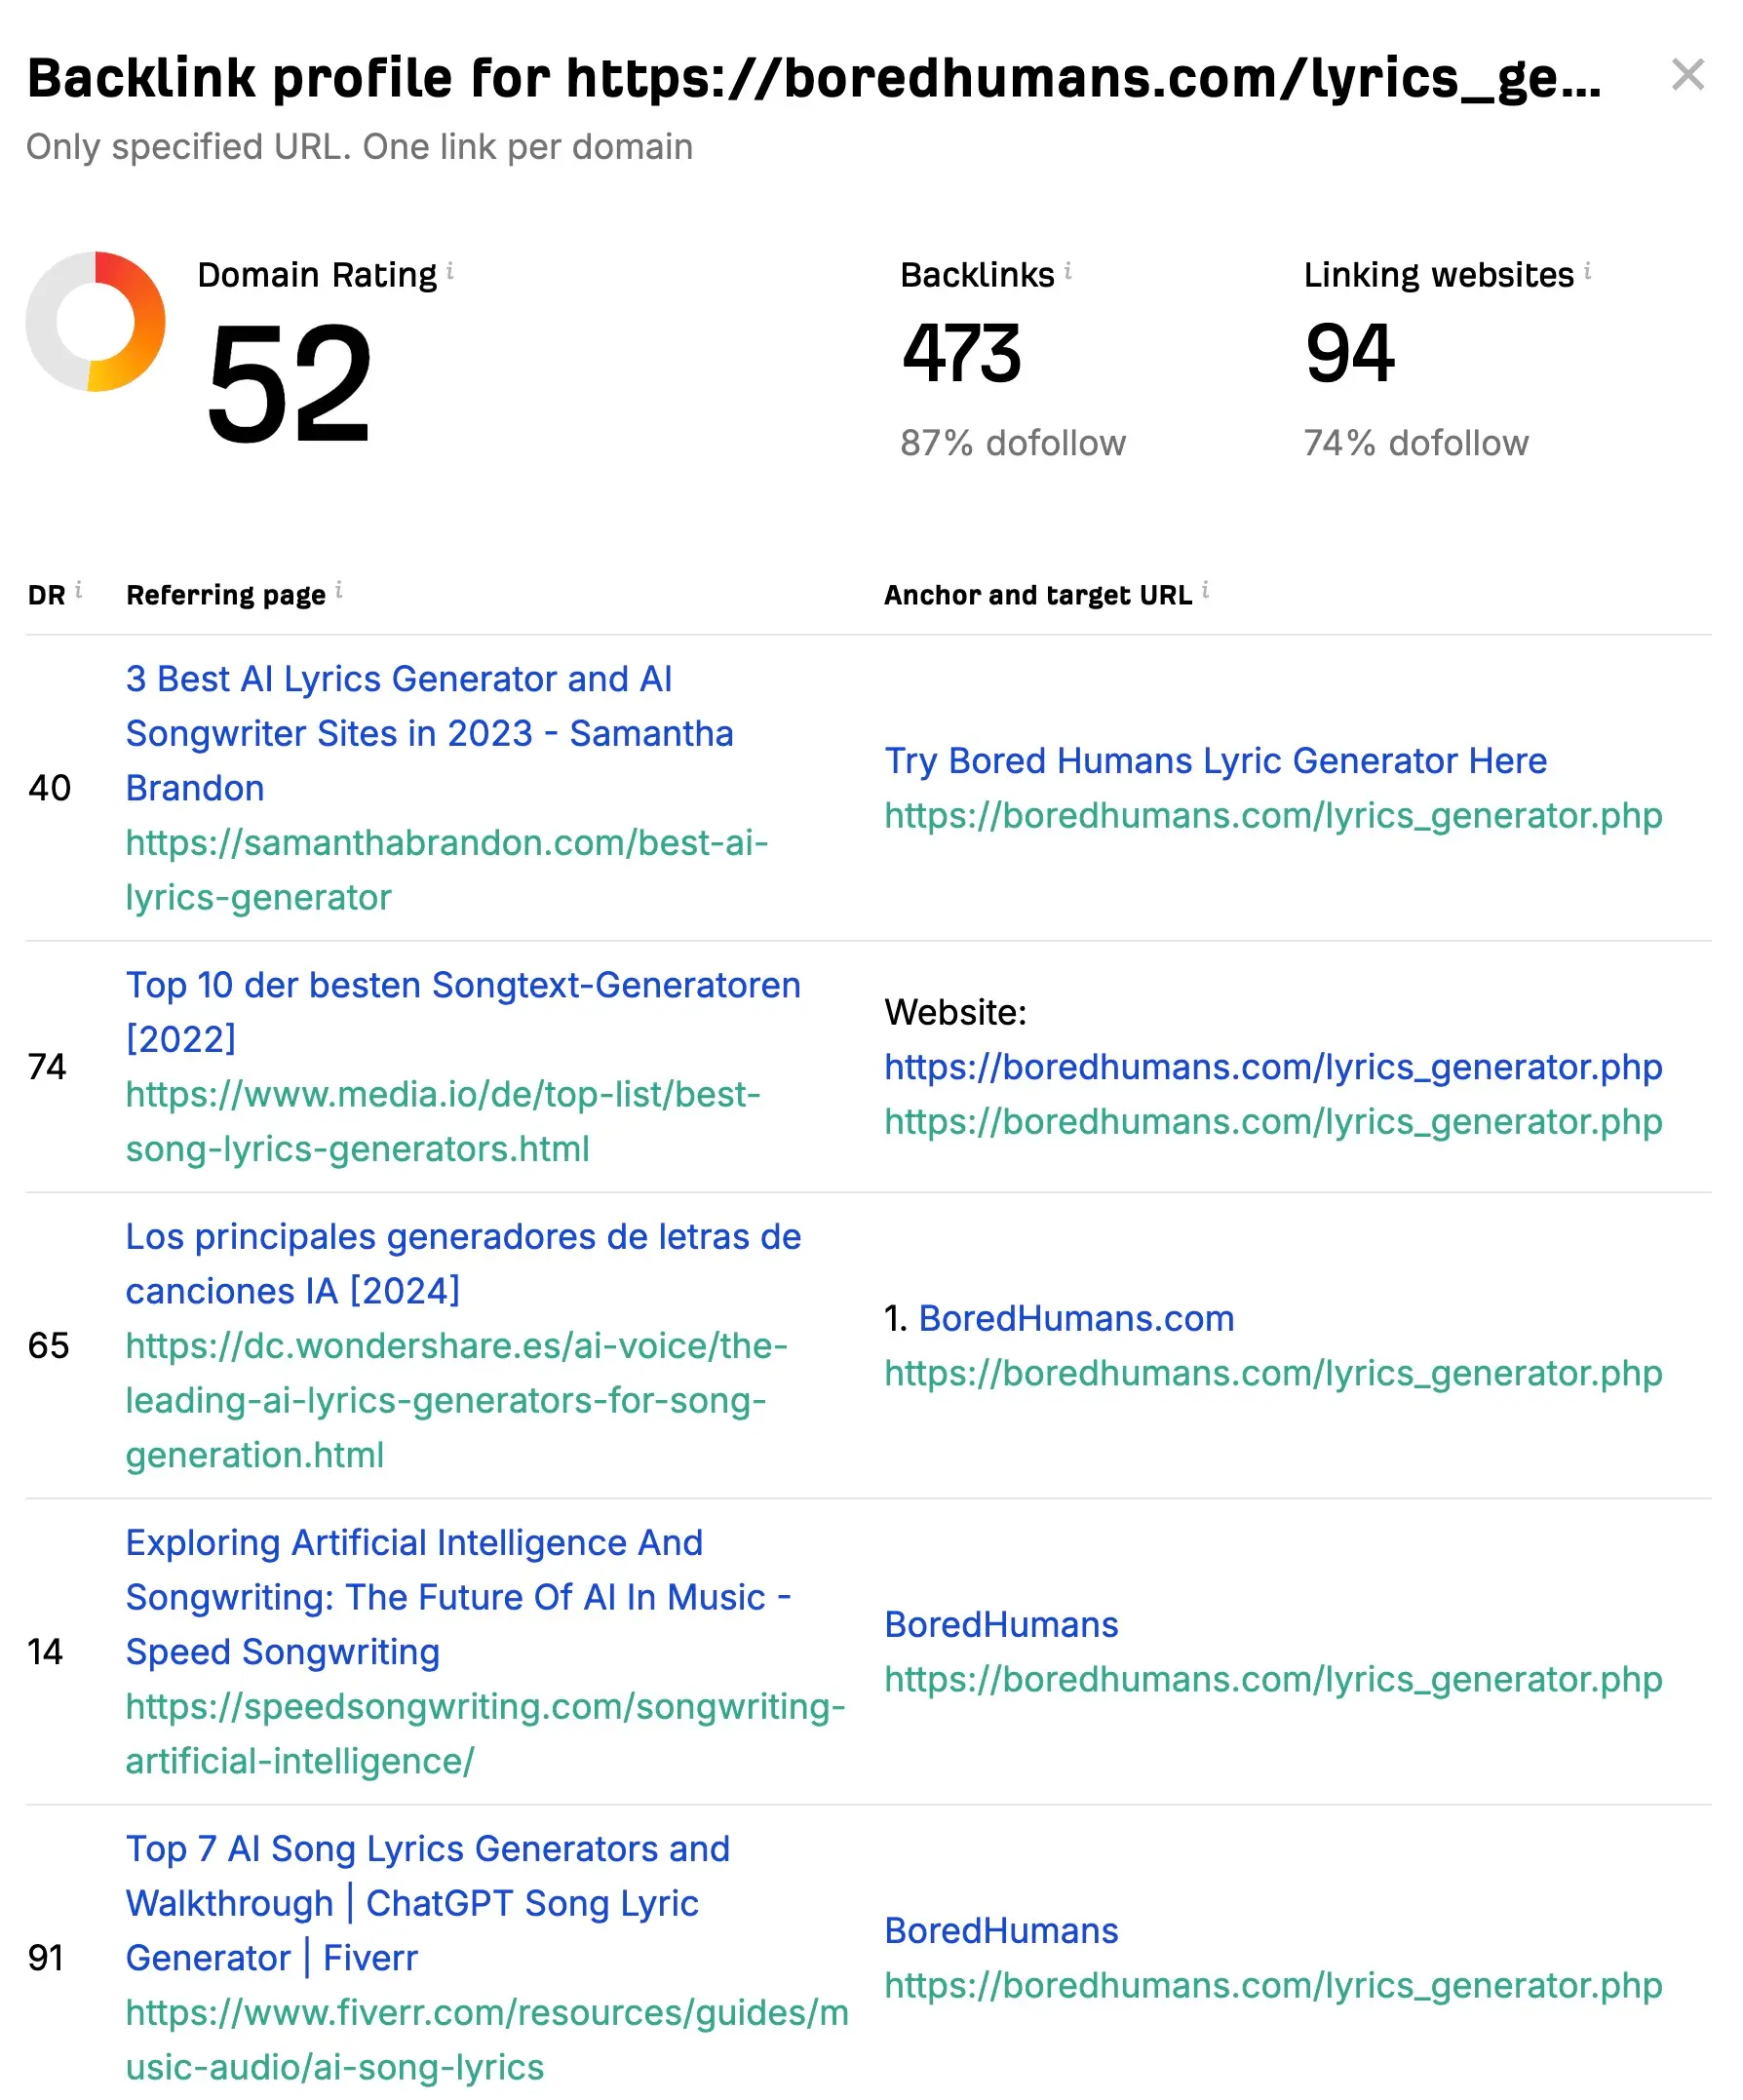 Backlink profile for https://boredhumans.com/lyrics_ge...
Only specified URL. One link per domain
Domain Rating i
52
Backlinks i
473
87% dofollow
Linking websites i
94
74% dofollow
DR i
Referring page i
Anchor and target URL i
40
3 Best AI Lyrics Generator and AI
Songwriter Sites in 2023 - Samantha
Brandon
https://samanthabrandon.com/best-ai-
lyrics-generator
Try Bored Humans Lyric Generator Here
https://boredhumans.com/lyrics_generator.php
74
Top 10 der besten Songtext-Generatoren
[2022]
https://www.media.io/de/top-list/best-
song-lyrics-generators.html
Website:
https://boredhumans.com/lyrics_generator.php
https://boredhumans.com/lyrics_generator.php
65
Los principales generadores de letras de
canciones IA [2024]
https://dc.wondershare.es/ai-voice/the-
leading-ai-lyrics-generators-for-song-
generation.html
1. BoredHumans.com
https://boredhumans.com/lyrics_generator.php
14
Exploring Artificial Intelligence And
Songwriting: The Future Of AI In Music -
Speed Songwriting
https://speedsongwriting.com/songwriting-
artificial-intelligence/
BoredHumans
https://boredhumans.com/lyrics_generator.php
91
Top 7 AI Song Lyrics Generators and
Walkthrough | ChatGPT Song Lyric
Generator | Fiverr
https://www.fiverr.com/resources/guides/m
usic-audio/ai-song-lyrics
BoredHumans
https://boredhumans.com/lyrics_generator.php